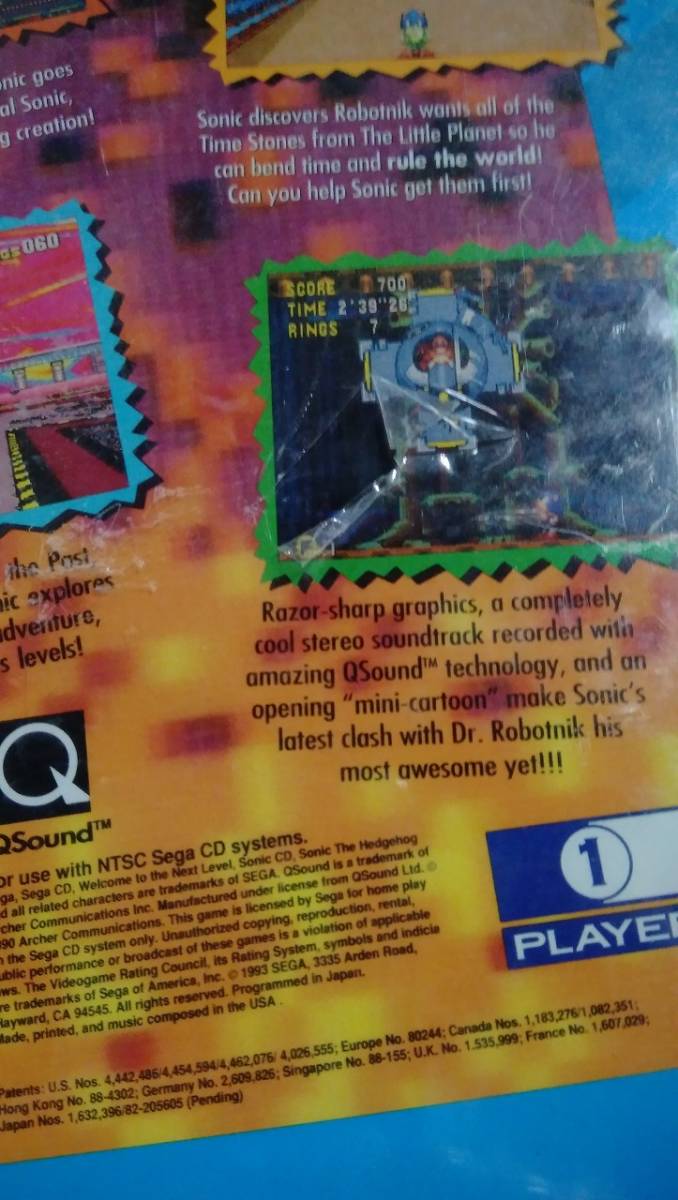 nic goes
al Sonic,
g creation!
Sonic discovers Robotnik wants all of the
Time Stones from The Little Planet so he
can bend time and rule the world!
Can you help Sonic get them first!
060
SCORE 700
TIME 2'39"26
RINGS 7
the Past,
ic explores
dventure,
s levels!
Razor-sharp graphics, a completely
cool stereo soundtrack recorded with
amazing QSound™ technology, and an
opening “mini-cartoon” make Sonic's
latest clash with Dr. Robotnik his
most awesome yet!!!
Q
QSound™
1
PLAYE
or use with NTSC Sega CD systems.
ga, Sega CD, Welcome to the Next Level, Sonic CD, Sonic The Hedgehog
d all related characters are trademarks of SEGA. QSound is a trademark of
cher Communications Inc. Manufactured under license from QSound Ltd. ©
90 Archer Communications. This game is licensed by Sega for home play
n the Sega CD system only. Unauthorized copying, reproduction, rental,
ublic performance or broadcast of these games is a violation of applicable
ws. The Videogame Rating Council, its Rating System, symbols and indicia
re trademarks of Sega of America, Inc. © 1993 SEGA, 3335 Arden Road,
Hayward, CA 94545. All rights reserved. Programmed in Japan.
Made, printed, and music composed in the USA.
Patents: U.S. Nos. 4,442,486/4,454,594/4,462,076/ 4,026,555; Europe No. 80244; Canada Nos. 1,183,276/1,082,351;
Hong Kong No. 88-4302; Germany No. 2,609,826; Singapore No. 88-155; U.K. No. 1,535,999; France No. 1,607,029;
Japan Nos. 1,632,396/82-205605 (Pending)